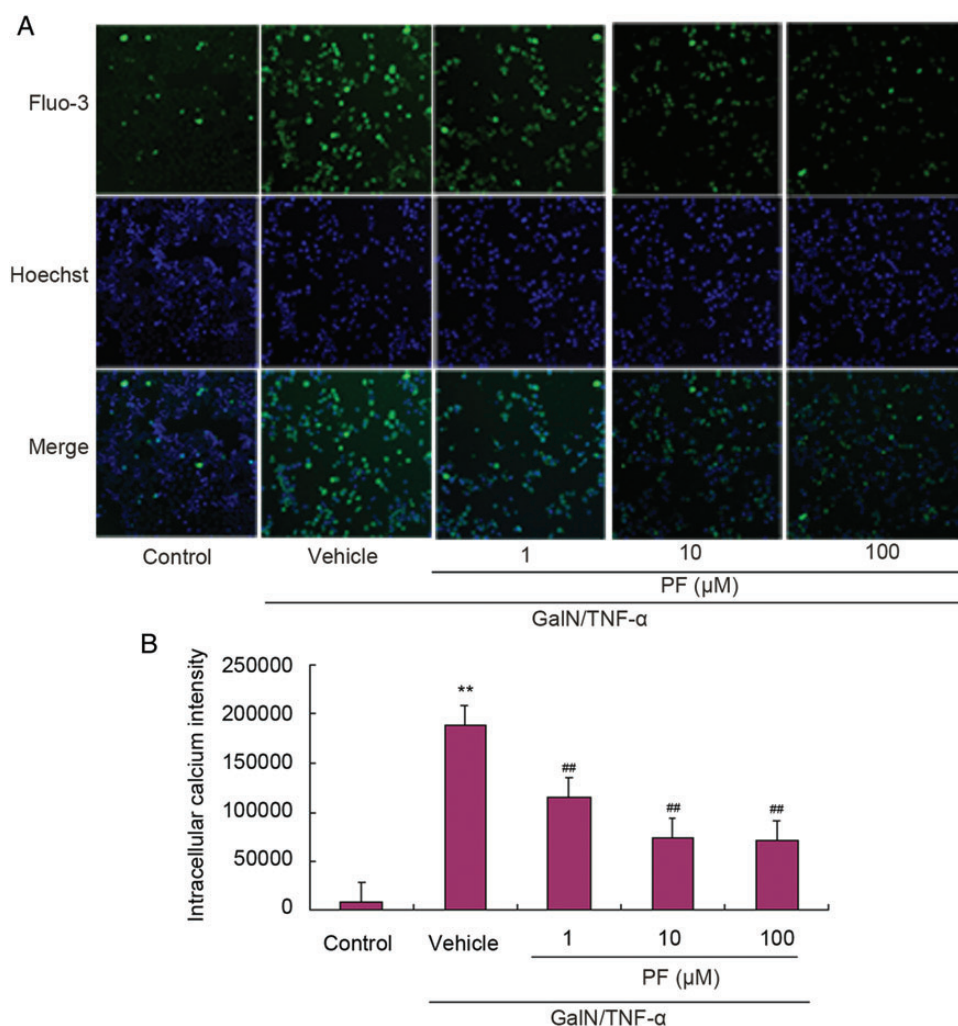 A
Fluo-3
Hoechst
Merge
Control Vehicle 1 10 100
PF (µM)
GalN/TNF-α
B
Intracellular calcium intensity
250000
200000
150000
100000
50000
0
**
##
##
##
Control Vehicle 1 10 100
PF (µM)
GalN/TNF-α